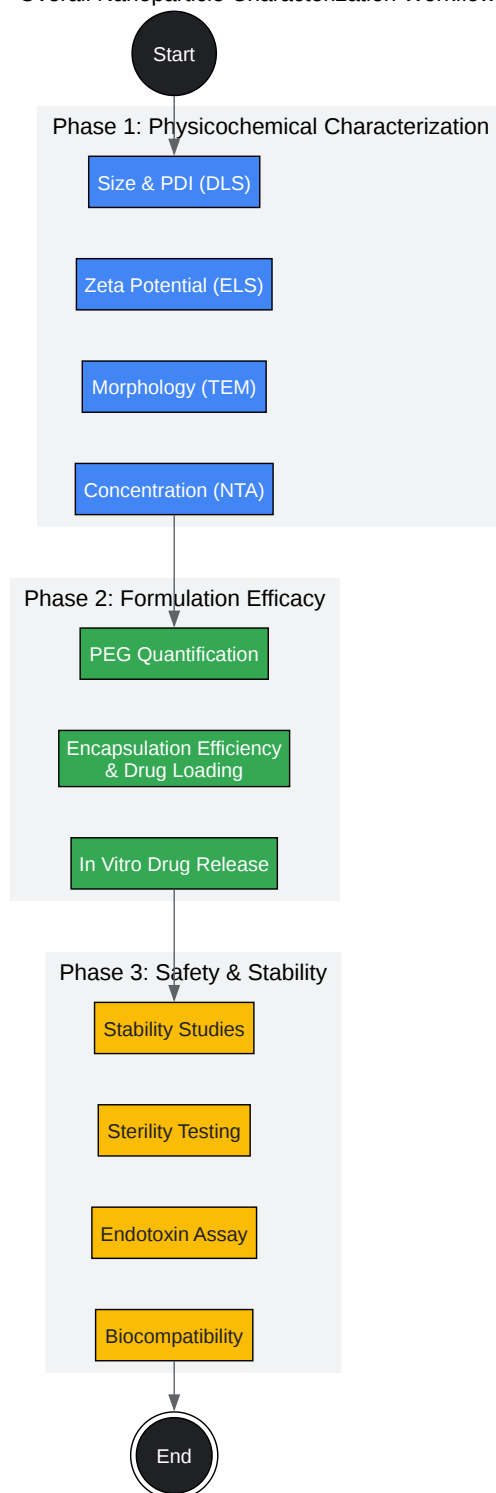 Overall Nanoparticle Characterization Workflow
Start
Phase 1: Physicochemical Characterization
Size & PDI (DLS)
Zeta Potential (ELS)
Morphology (TEM)
Concentration (NTA)
Phase 2: Formulation Efficacy
PEG Quantification
Encapsulation Efficiency
& Drug Loading
In Vitro Drug Release
Phase 3: Safety & Stability
Stability Studies
Sterility Testing
Endotoxin Assay
Biocompatibility
End